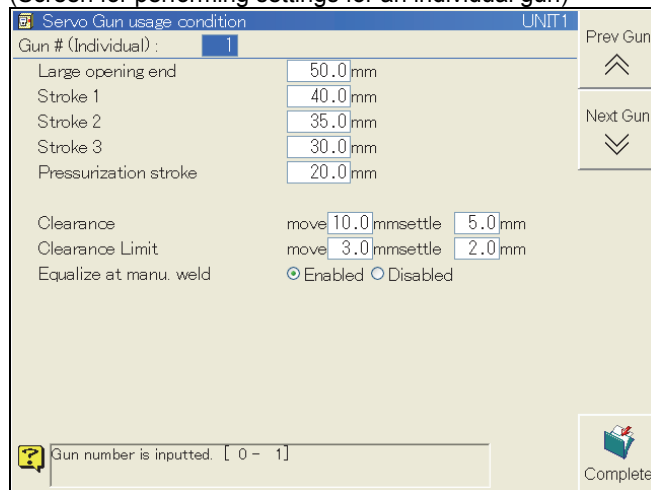 (Screen for performing settings for an individual gun)
Servo Gun usage condition UNIT1
Gun # (Individual) : 1
Large opening end 50.0 mm
Stroke 1 40.0 mm
Stroke 2 35.0 mm
Stroke 3 30.0 mm
Pressurization stroke 20.0 mm
Clearance move 10.0 mmsettle 5.0 mm
Clearance Limit move 3.0 mmsettle 2.0 mm
Equalize at manu. weld Enabled Disabled
Gun number is inputted. [ 0 - 1]
Prev Gun
Next Gun
Complete